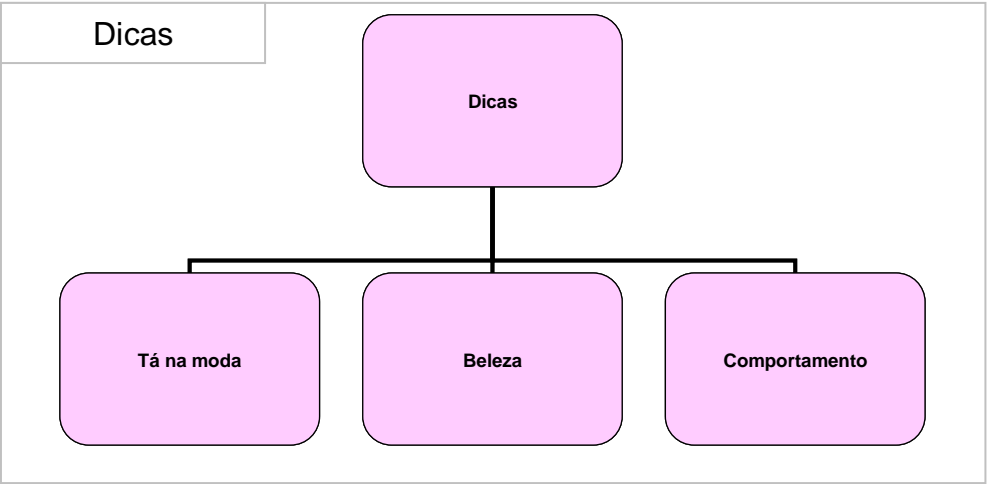 Dicas
Dicas
Tá na moda
Beleza
Comportamento